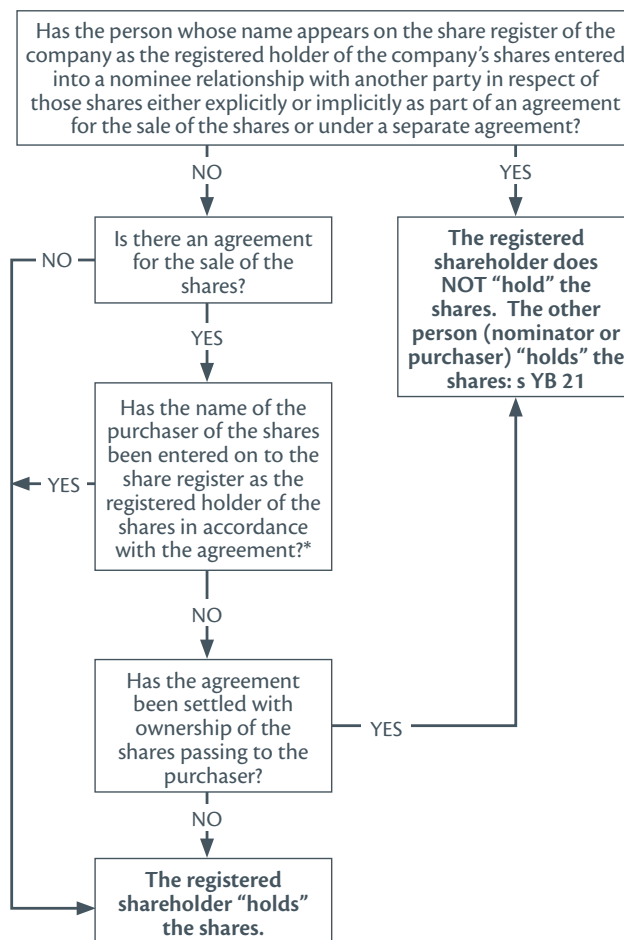 Has the person whose name appears on the share register of the
company as the registered holder of the company’s shares entered
into a nominee relationship with another party in respect of
those shares either explicitly or implicitly as part of an agreement
for the sale of the shares or under a separate agreement?
NO
YES
Is there an agreement
for the sale of the
shares?
NO
YES
The registered
shareholder does
NOT “hold” the
shares. The other
person (nominator or
purchaser) “holds” the
shares: s YB 21
Has the name of the
purchaser of the shares
been entered on to the
share register as the
registered holder of the
shares in accordance
with the agreement?*
YES
NO
Has the agreement
been settled with
ownership of the
shares passing to the
purchaser?
YES
NO
The registered
shareholder “holds”
the shares.